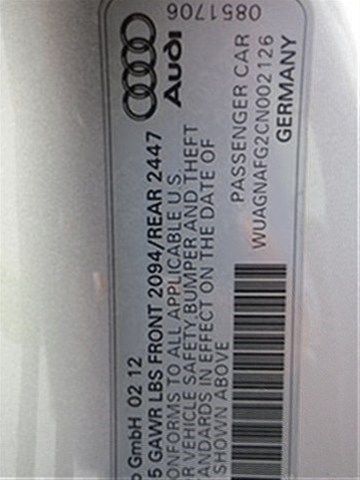 o GmbH 02 12
5 GAWR LBS FRONT 2094/REAR 2447
ONFORMS TO ALL APPLICABLE U.S.
R VEHICLE SAFETY, BUMPER AND THEFT
ANDARDS IN EFFECT ON THE DATE OF
SHOWN ABOVE
PASSENGER CAR
WUAGNAFG2CN002126
GERMANY
Audi
0851706